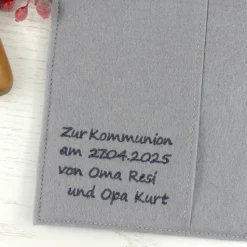 Zur Kommunion
am 27.04.2025
von Oma Resi
und Opa Kurt